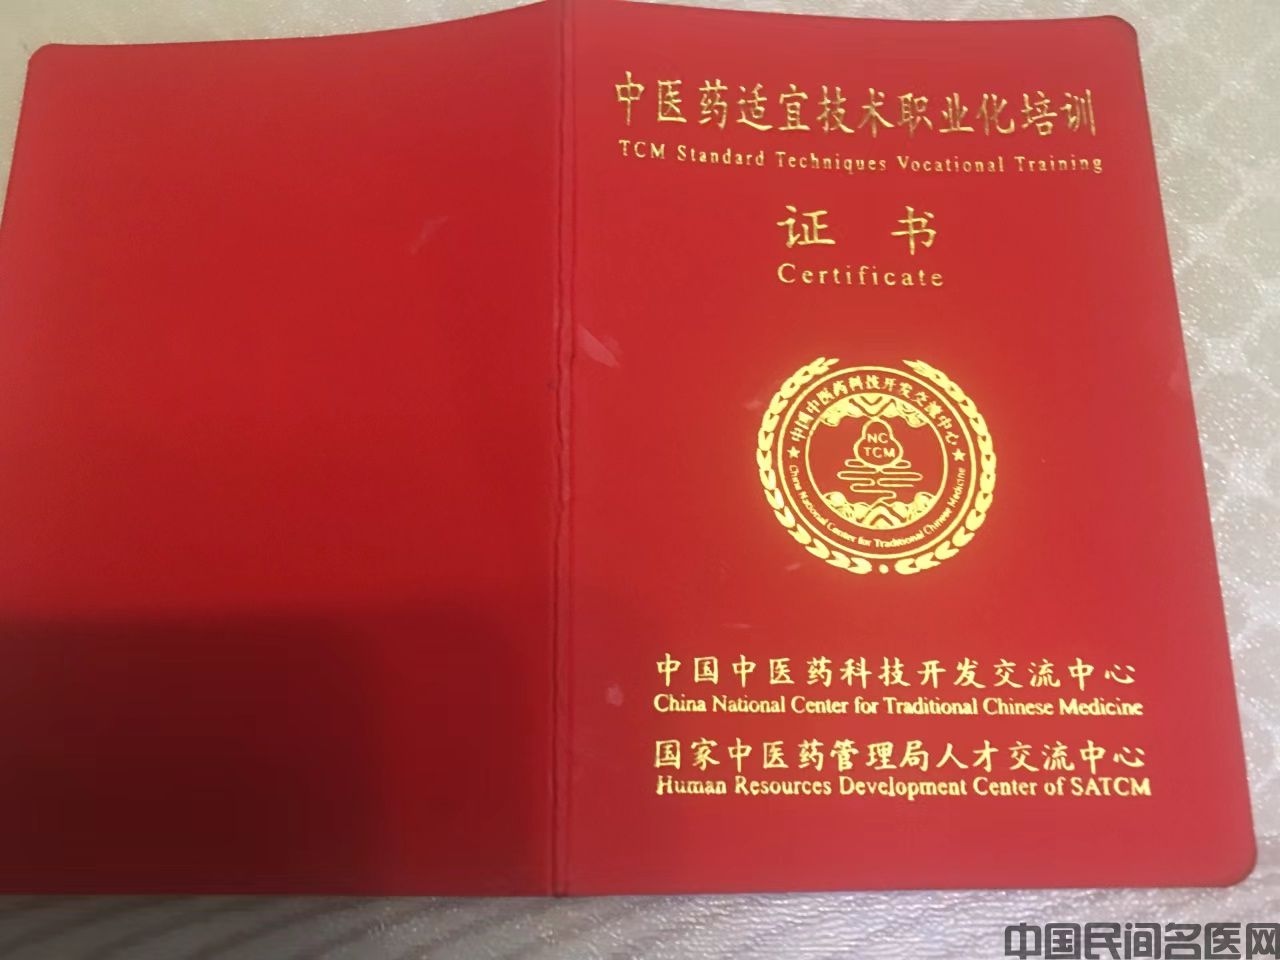 中医药适宜技术职业化培训
TCM Standard Techniques Vocational Training
证 书
Certificate
中国中医药科技开发交流中心
NC
TCM
China National Center for Traditional Chinese Medicine
中国中医药科技开发交流中心
China National Center for Traditional Chinese Medicine
国家中医药管理局人才交流中心
Human Resources Development Center of SATCM
中国民间名医网